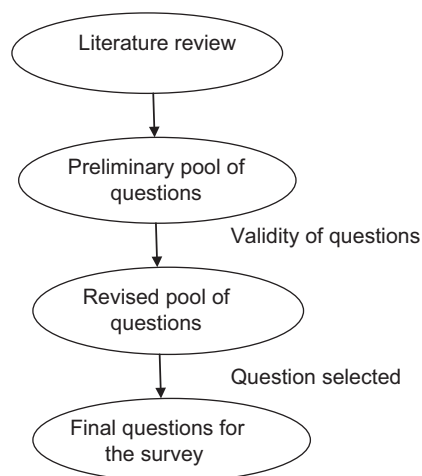 Literature review
Preliminary pool of
questions
Validity of questions
Revised pool of
questions
Question selected
Final questions for
the survey